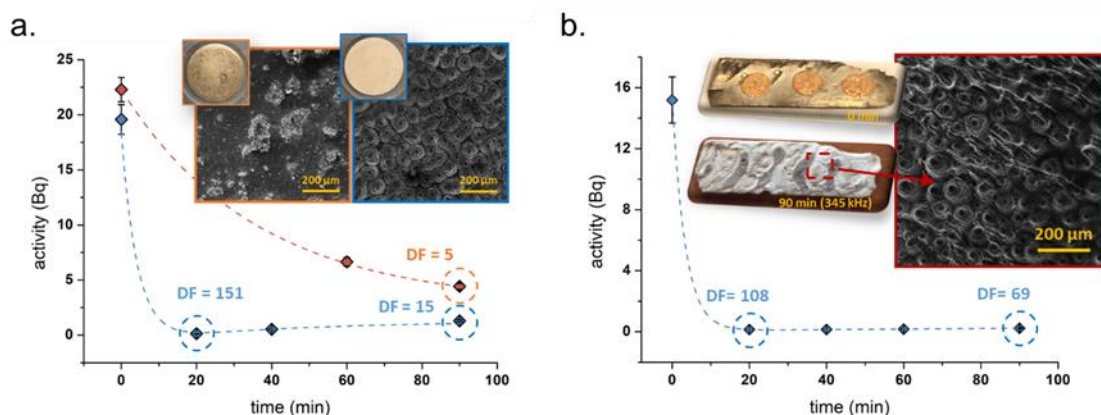 a.
25
20
15
10
5
0
activity (Bq)
0 20 40 60 80 100
time (min)
200 µm
200 µm
DF = 5
DF = 151
DF = 15
b.
16
12
8
4
0
activity (Bq)
0 20 40 60 80 100
time (min)
0 min
90 min (345 kHz)
200 µm
DF= 108
DF= 69